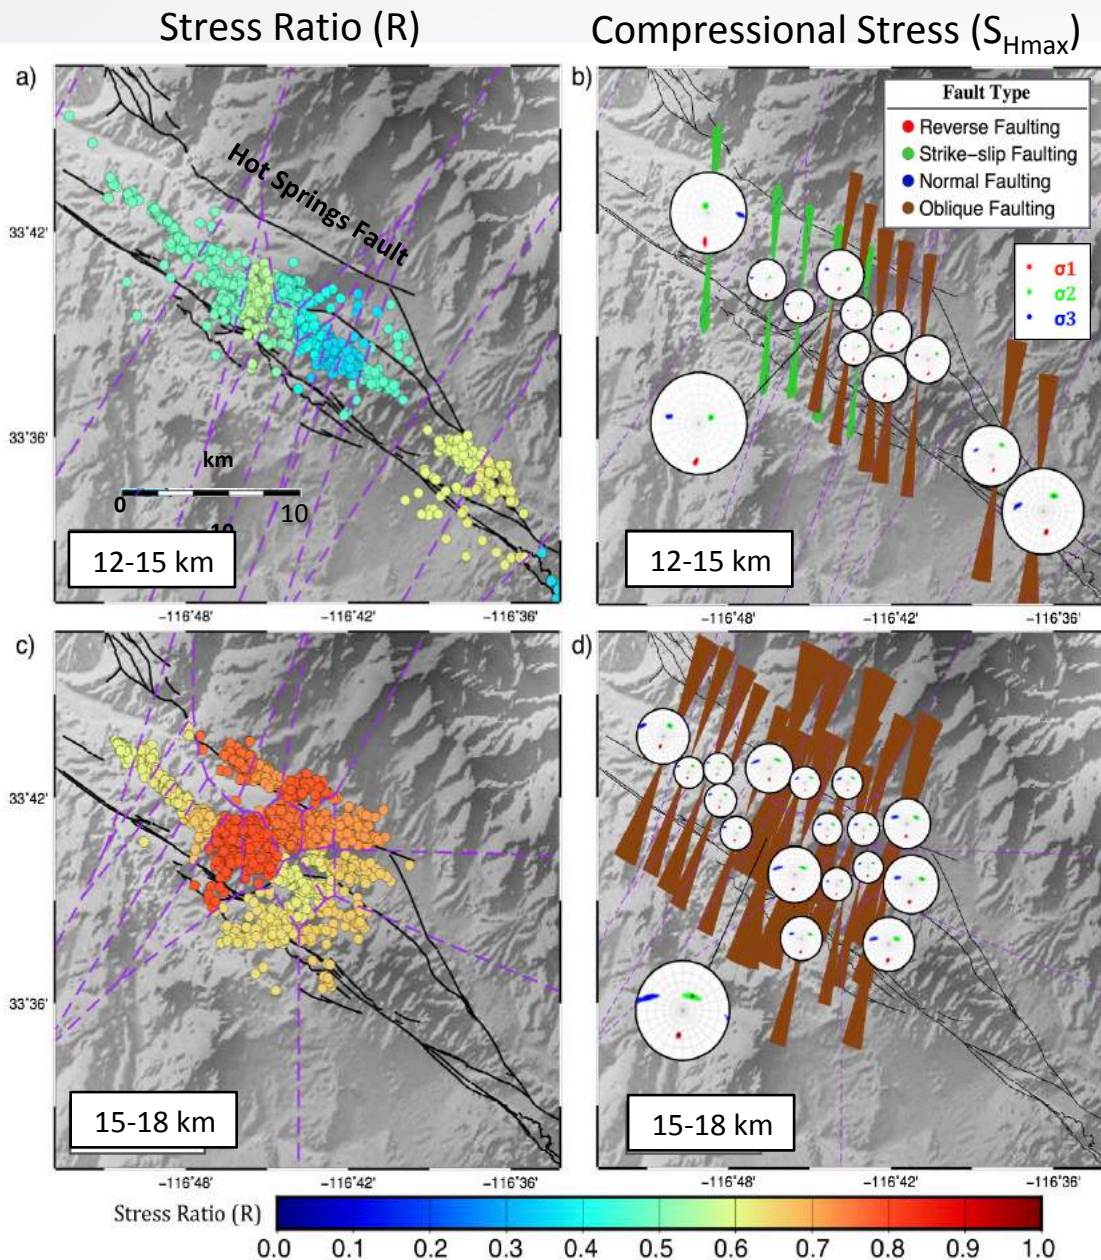 Stress Ratio (R)
Compressional Stress (SHmax)
a)
b)
Hot Springs Fault
33°42'
33°36'
km
0
10
10
12-15 km
−116°48'
−116°42'
−116°36'
Fault Type
Reverse Faulting
Strike−slip Faulting
Normal Faulting
Oblique Faulting
σ1
σ2
σ3
12-15 km
−116°48'
−116°42'
−116°36'
c)
d)
33°42'
33°36'
15-18 km
−116°48'
−116°42'
−116°36'
15-18 km
−116°48'
−116°42'
−116°36'
Stress Ratio (R)
0.0 0.1 0.2 0.3 0.4 0.5 0.6 0.7 0.8 0.9 1.0